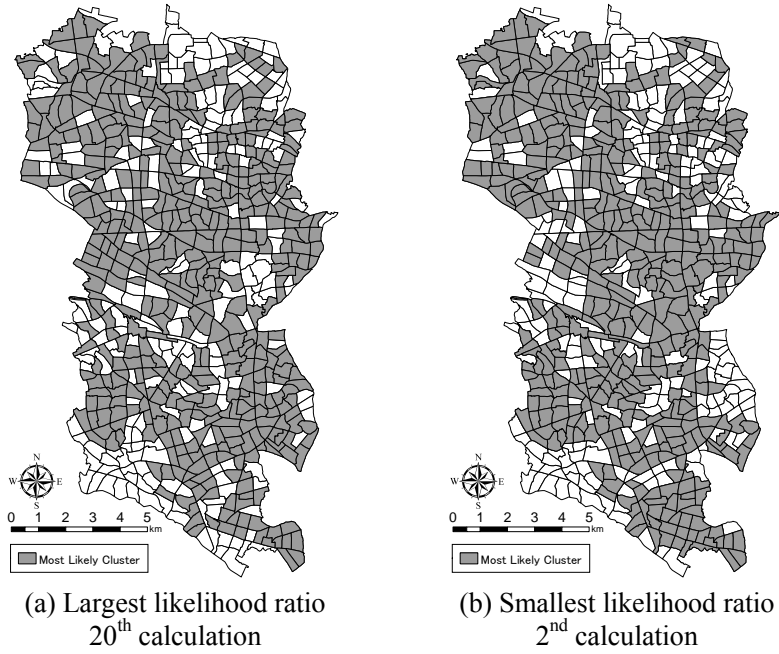 N
W E
S
0 1 2 3 4 5
km
Most Likely Cluster
(a) Largest likelihood ratio
20th calculation
N
W E
S
0 1 2 3 4 5
km
Most Likely Cluster
(b) Smallest likelihood ratio
2nd calculation